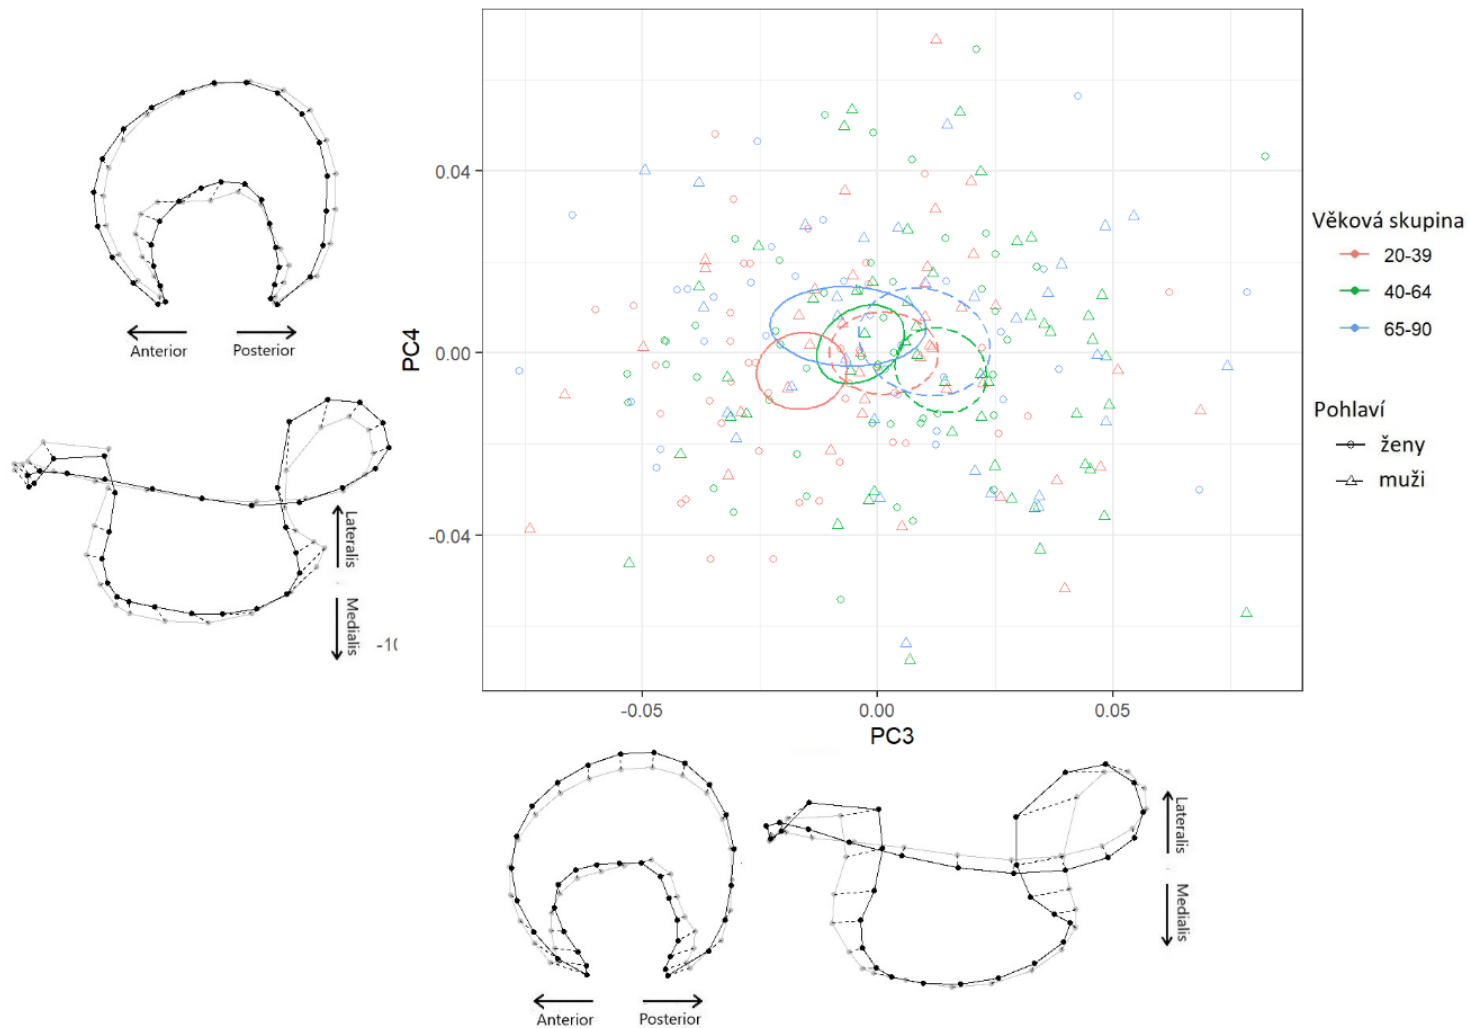 Anterior Posterior
Lateralis
Medialis
-10
PC4
0.04
0.00
-0.04
-0.05 0.00 0.05
PC3
Věková skupina
20-39
40-64
65-90
Pohlaví
ženy
muži
Lateralis
Medialis
Anterior Posterior